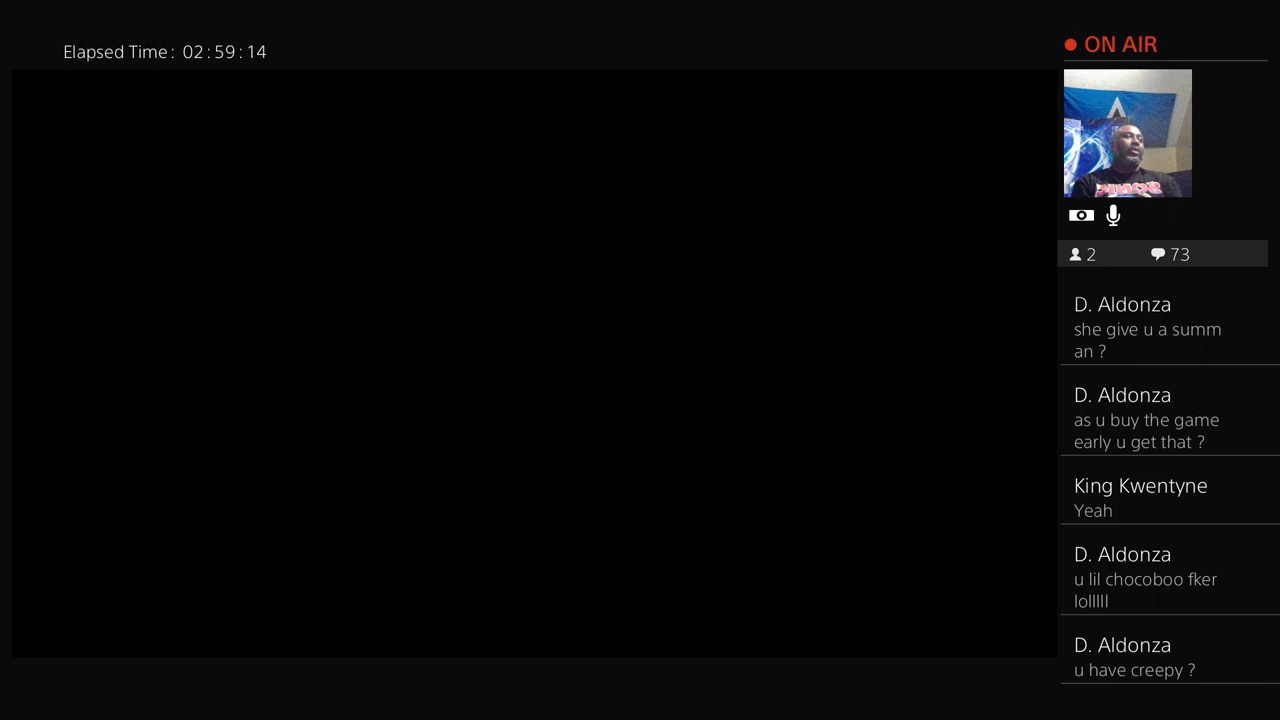 Elapsed Time: 02:59:14
ON AIR
2 73
D. Aldonza
she give u a summ
an ?
D. Aldonza
as u buy the game
early u get that ?
King Kwentyne
Yeah
D. Aldonza
u lil chocoboo fker
lolllll
D. Aldonza
u have creepy ?